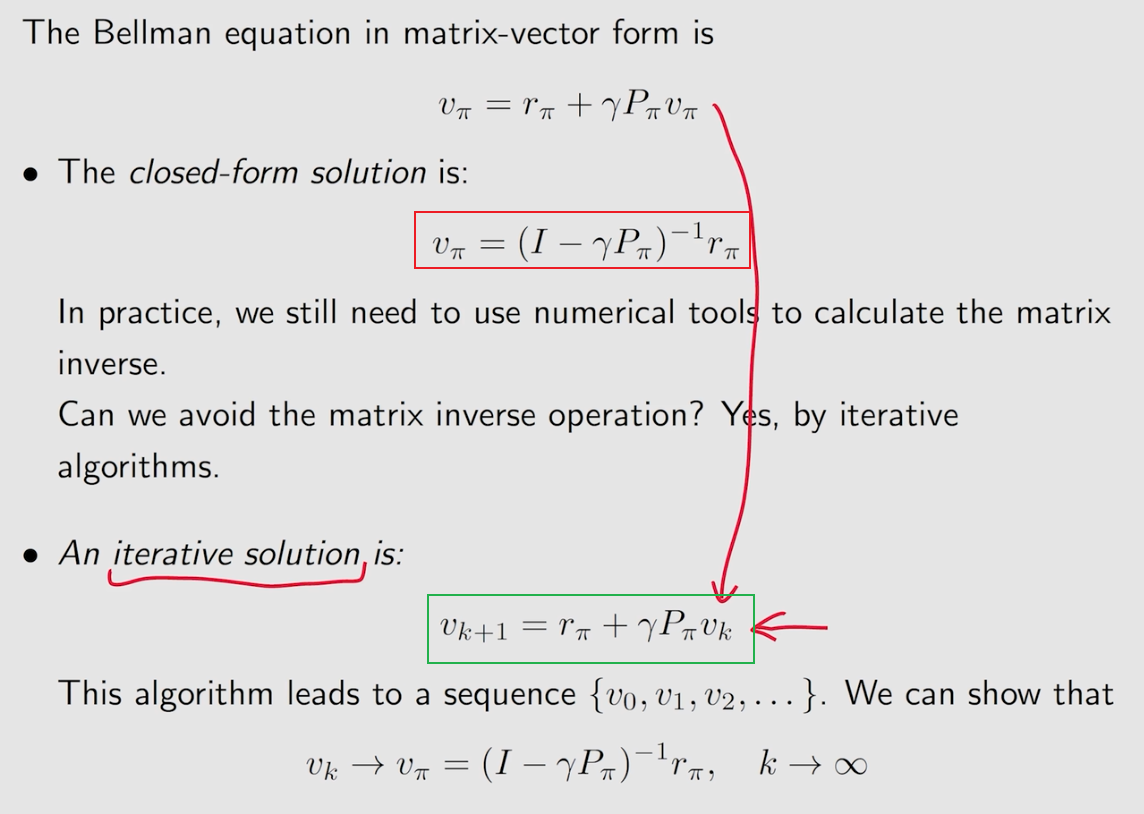 The Bellman equation in matrix-vector form is
$v_\pi = r_\pi + \gamma P_\pi v_\pi$
• The closed-form solution is:
$v_\pi = (I - \gamma P_\pi)^{-1} r_\pi$
In practice, we still need to use numerical tools to calculate the matrix
inverse.
Can we avoid the matrix inverse operation? Yes, by iterative
algorithms.
• An iterative solution is:
$v_{k+1} = r_\pi + \gamma P_\pi v_k$
This algorithm leads to a sequence $\{v_0, v_1, v_2, \ldots\}$. We can show that
$v_k \to v_\pi = (I - \gamma P_\pi)^{-1} r_\pi, \quad k \to \infty$